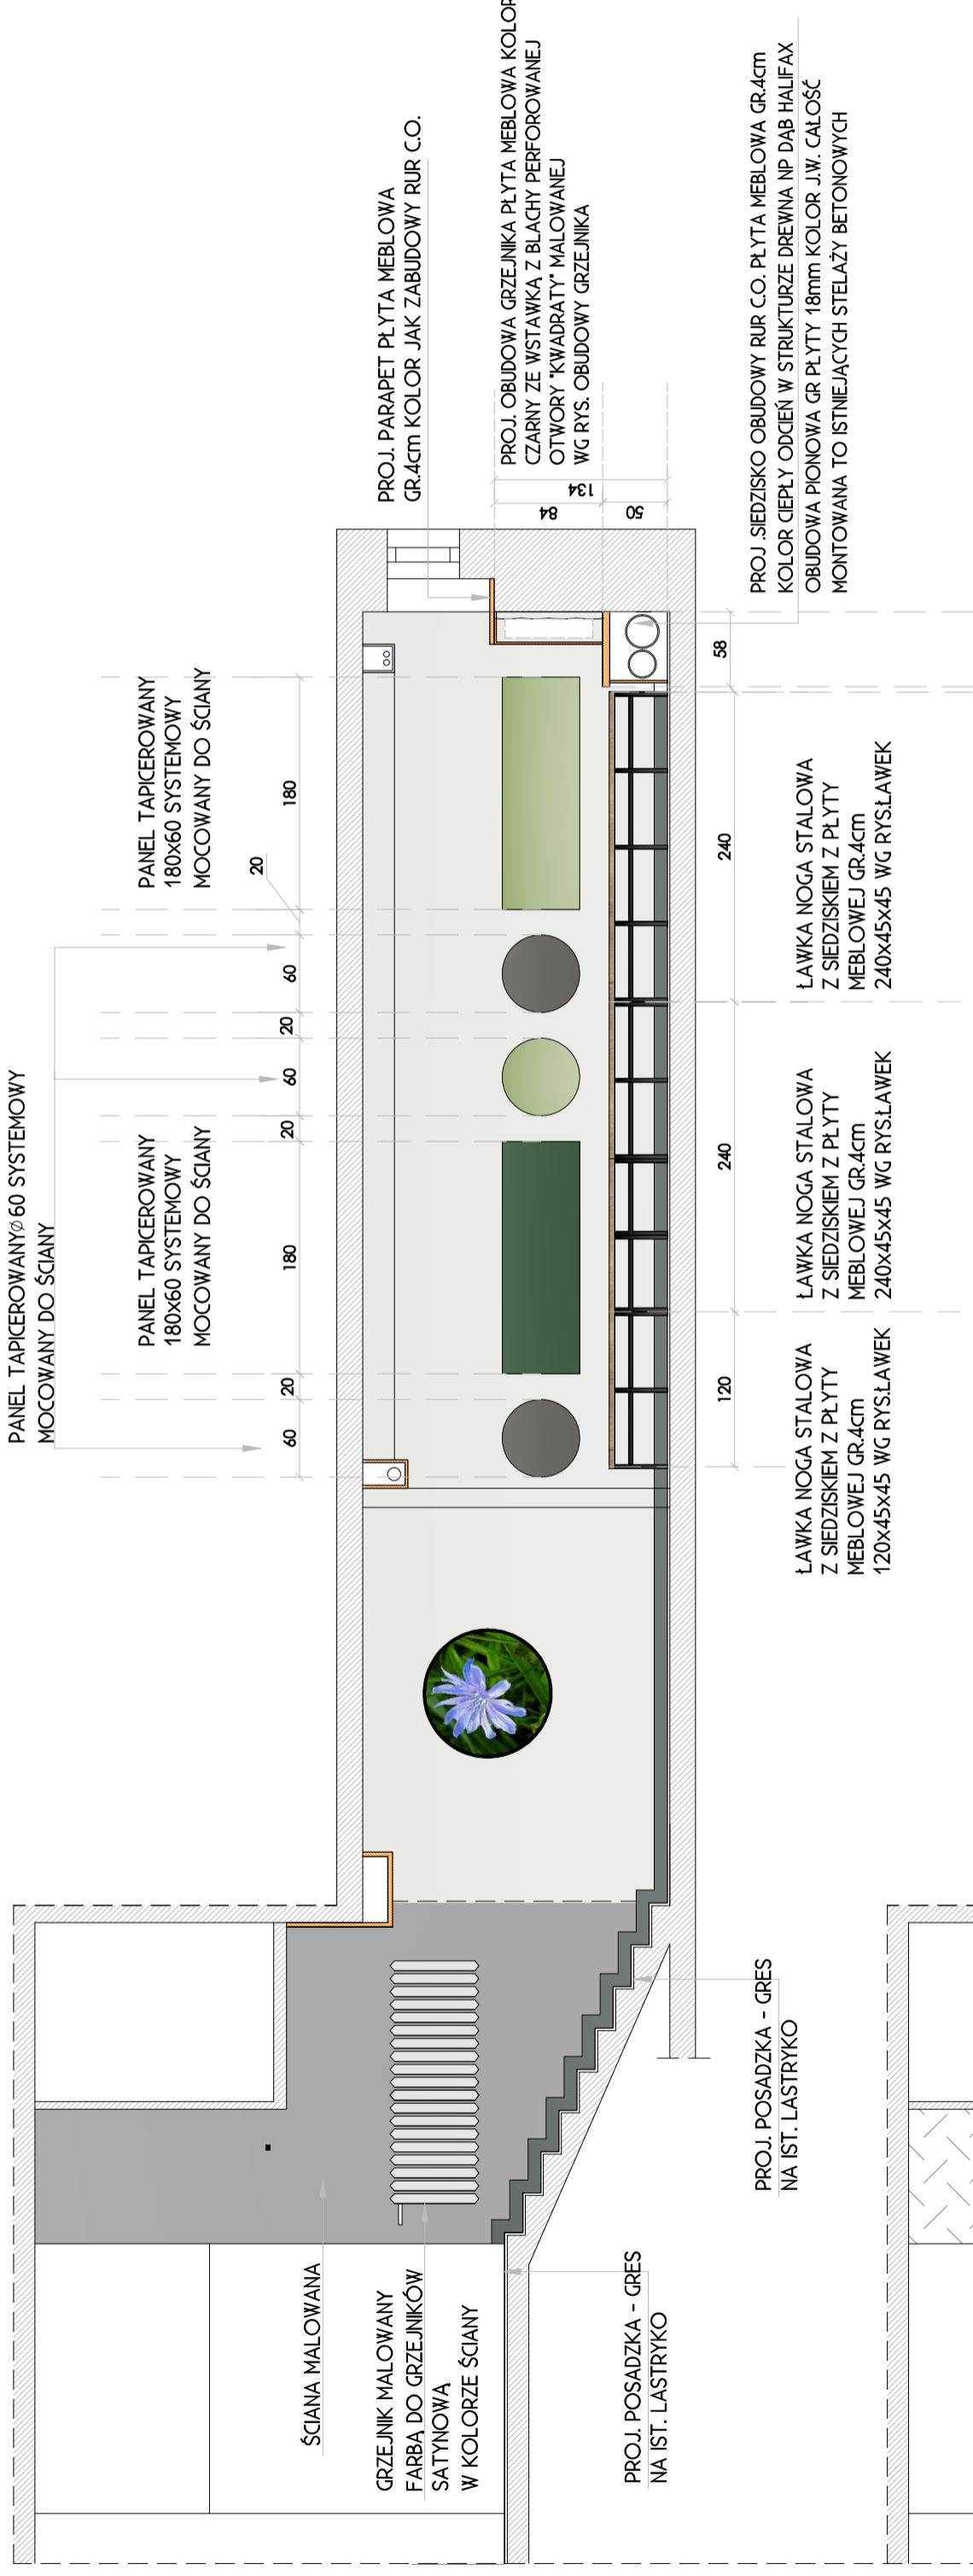 PANEL TAPICEROWANY⌀60 SYSTEMOWY
MOCOWANY DO ŚCIANY
PANEL TAPICEROWANY
180x60 SYSTEMOWY
MOCOWANY DO ŚCIANY
PANEL TAPICEROWANY
180x60 SYSTEMOWY
MOCOWANY DO ŚCIANY
60
20
180
20
60
20
60
20
180
PROJ. PARAPET PŁYTA MEBLOWA
GR.4cm KOLOR JAK ZABUDOWY RUR C.O.
PROJ. OBUDOWA GRZEJNIKA PŁYTA MEBLOWA KOLOR
CZARNY ZE WSTAWKĄ Z BLACHY PERFOROWANEJ
OTWORY "KWADRATY" MALOWANEJ
WG RYS. OBUDOWY GRZEJNIKA
84
134
50
PROJ .SIEDZISKO OBUDOWY RUR C.O. PŁYTA MEBLOWA GR.4cm
KOLOR CIEPŁY ODCIEŃ W STRUKTURZE DREWNA NP DĄB HALIFAX
OBUDOWA PIONOWA GR PŁYTY 18mm KOLOR J.W. CAŁOŚĆ
MONTOWANA TO ISTNIEJĄCYCH STELAŻY BETONOWYCH
ŚCIANA MALOWANA
GRZEJNIK MALOWANY
FARBĄ DO GRZEJNIKÓW
SATYNOWĄ
W KOLORZE ŚCIANY
PROJ. POSADZKA - GRES
NA IST. LASTRYKO
PROJ. POSADZKA - GRES
NA IST. LASTRYKO
120
240
240
58
ŁAWKA NOGA STALOWA
Z SIEDZISKIEM Z PŁYTY
MEBLOWEJ GR.4cm
120x45x45 WG RYS.ŁAWEK
ŁAWKA NOGA STALOWA
Z SIEDZISKIEM Z PŁYTY
MEBLOWEJ GR.4cm
240x45x45 WG RYS.ŁAWEK
ŁAWKA NOGA STALOWA
Z SIEDZISKIEM Z PŁYTY
MEBLOWEJ GR.4cm
240x45x45 WG RYS.ŁAWEK